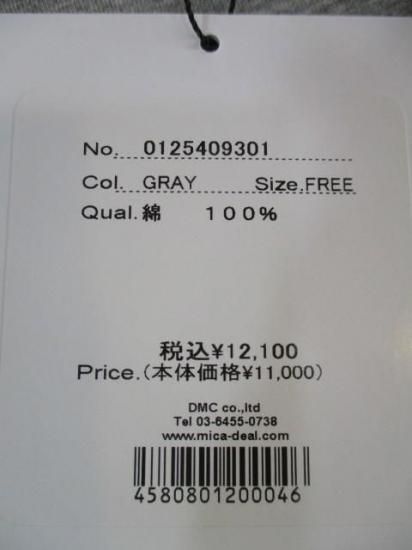 No. 0125409301
Col. GRAY Size.FREE
Qual.綿 100%
税込¥12,100
Price.(本体価格¥11,000)
DMC co.,ltd
Tel 03-6455-0738
www.mica-deal.com
4580801200046